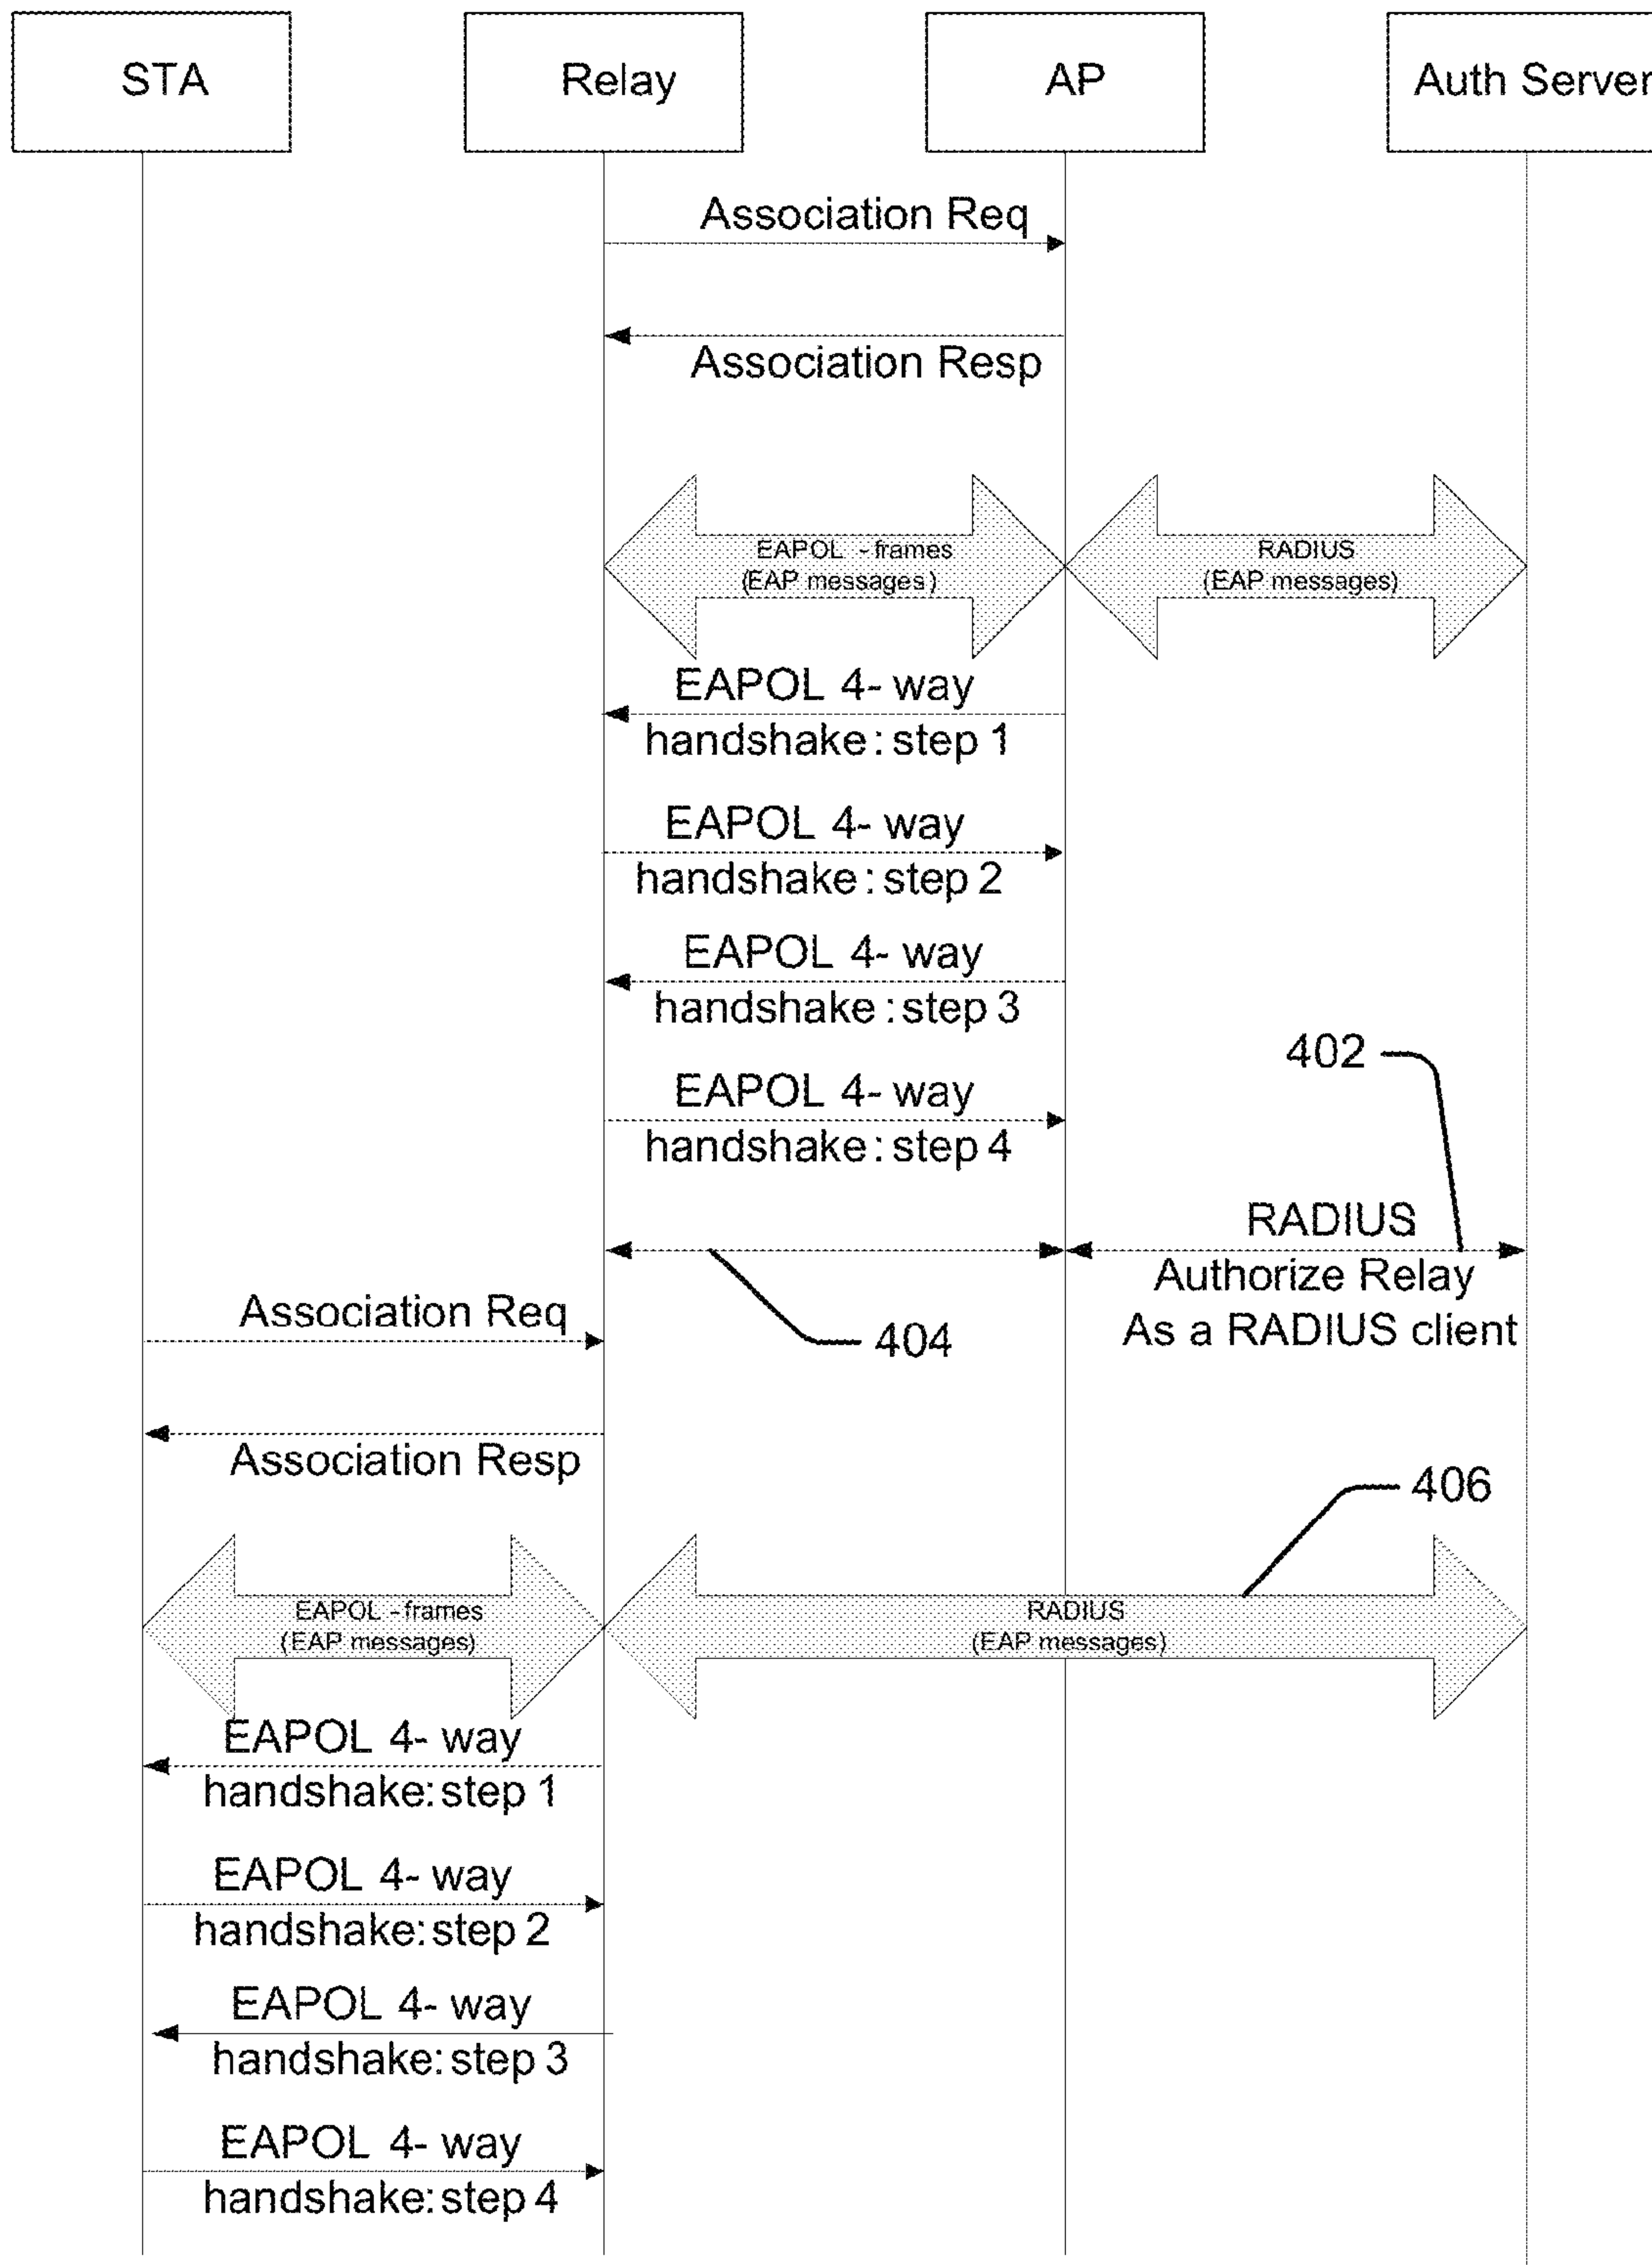 STA
Relay
AP
Auth Server
Association Req
Association Resp
EAPOL - frames
(EAP messages)
RADIUS
(EAP messages)
EAPOL 4- way
handshake: step 1
EAPOL 4- way
handshake: step 2
EAPOL 4- way
handshake: step 3
402
EAPOL 4- way
handshake: step 4
RADIUS
Authorize Relay
As a RADIUS client
Association Req
404
Association Resp
406
EAPOL - frames
(EAP messages)
RADIUS
(EAP messages)
EAPOL 4- way
handshake: step 1
EAPOL 4- way
handshake: step 2
EAPOL 4- way
handshake: step 3
EAPOL 4- way
handshake: step 4